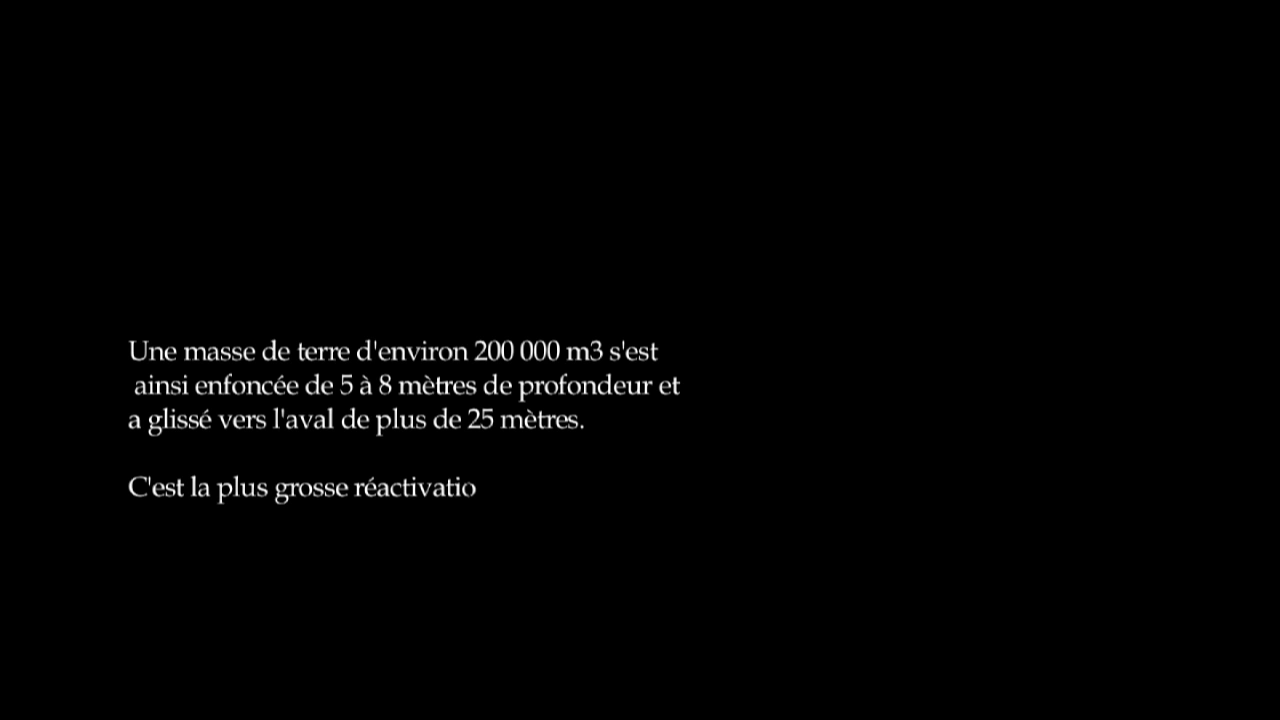 Une masse de terre d'environ 200 000 m3 s'est
ainsi enfoncée de 5 à 8 mètres de profondeur et
a glissé vers l'aval de plus de 25 mètres.
C'est la plus grosse réactivatio